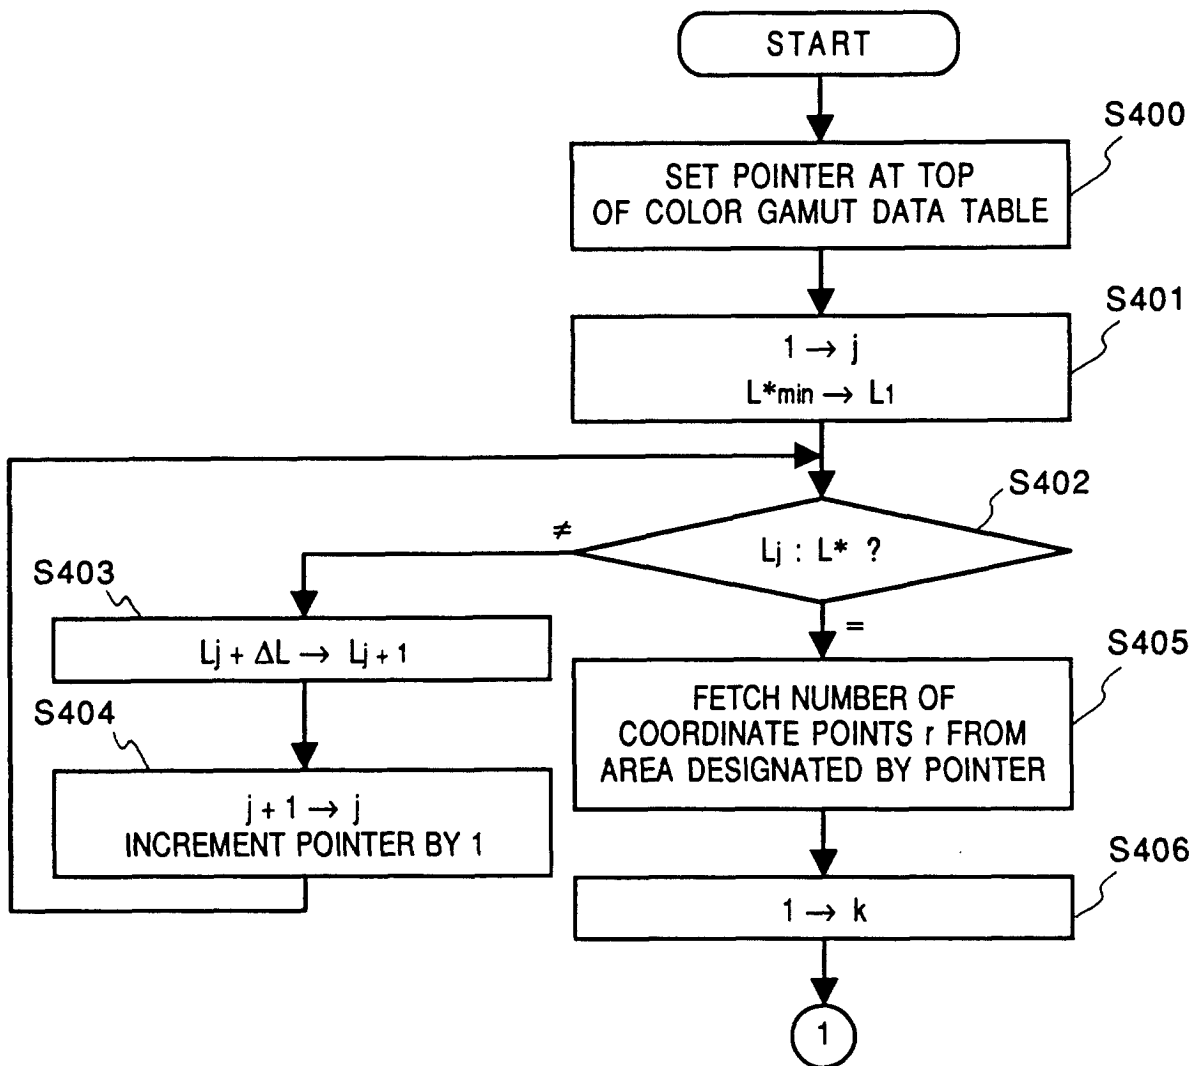 START
S400
SET POINTER AT TOP
OF COLOR GAMUT DATA TABLE
S401
1 → j
L*min → L1
S402
Lj : L* ?
≠
=
S403
Lj + ΔL → Lj + 1
S404
j + 1 → j
INCREMENT POINTER BY 1
S405
FETCH NUMBER OF
COORDINATE POINTS r FROM
AREA DESIGNATED BY POINTER
S406
1 → k
1